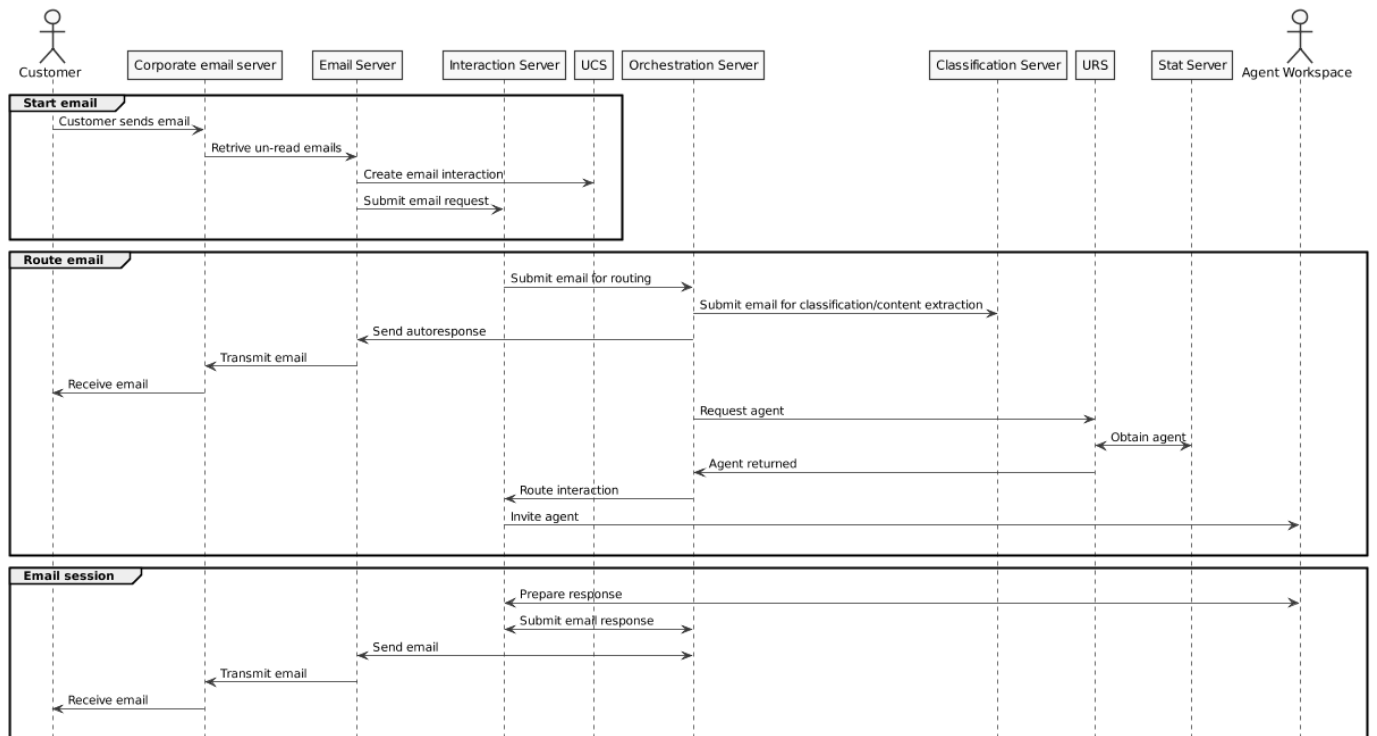 Customer
Corporate email server
Email Server
Interaction Server
UCS
Orchestration Server
Classification Server
URS
Stat Server
Agent Workspace
Start email
Customer sends email
Retrive un-read emails
Create email interaction
Submit email request
Route email
Submit email for routing
Submit email for classification/content extraction
Send autoresponse
Transmit email
Receive email
Request agent
Obtain agent
Agent returned
Route interaction
Invite agent
Email session
Prepare response
Submit email response
Send email
Transmit email
Receive email